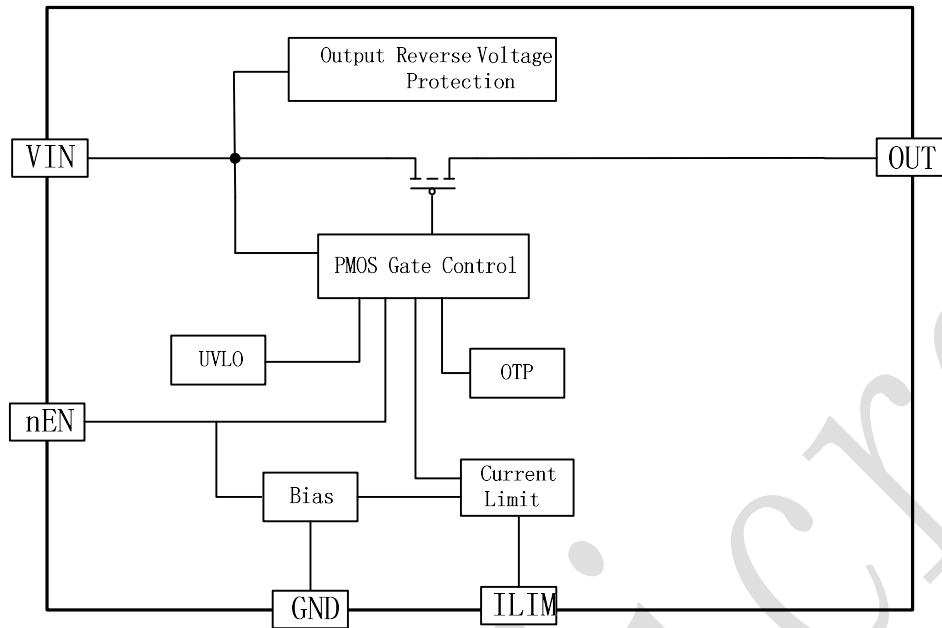 Output Reverse Voltage
Protection
VIN
OUT
PMOS Gate Control
UVLO
OTP
nEN
Bias
Current
Limit
GND
ILIM